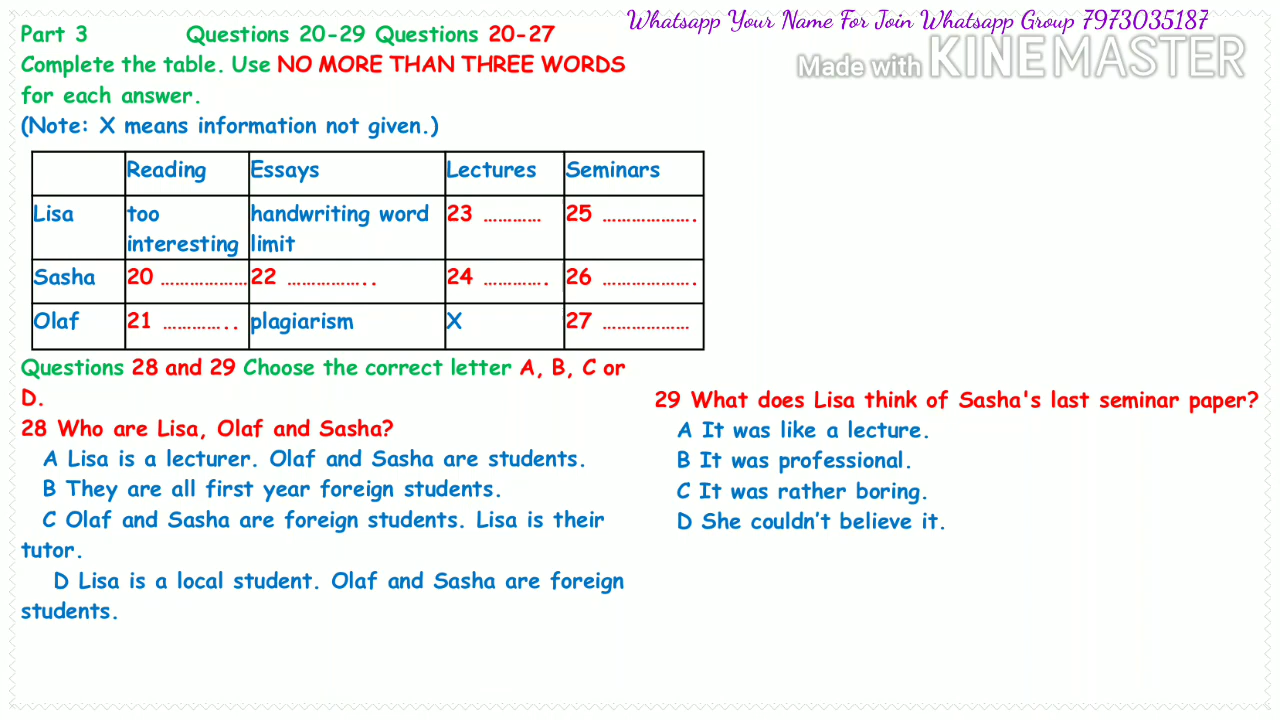 Whatsapp Your Name For Join Whatsapp Group 7973035187
Made with KINEMASTER
Part 3 Questions 20-29 Questions 20-27
Complete the table. Use NO MORE THAN THREE WORDS
for each answer.
(Note: X means information not given.)
Reading Essays Lectures Seminars
Lisa too handwriting word 23 ………… 25 ……………….
interesting limit
Sasha 20 ……………… 22 …………….. 24 …………. 26 ……………….
Olaf 21 ………….. plagiarism X 27 ………………
Questions 28 and 29 Choose the correct letter A, B, C or
D.
28 Who are Lisa, Olaf and Sasha?
A Lisa is a lecturer. Olaf and Sasha are students.
B They are all first year foreign students.
C Olaf and Sasha are foreign students. Lisa is their
tutor.
D Lisa is a local student. Olaf and Sasha are foreign
students.
29 What does Lisa think of Sasha's last seminar paper?
A It was like a lecture.
B It was professional.
C It was rather boring.
D She couldn’t believe it.